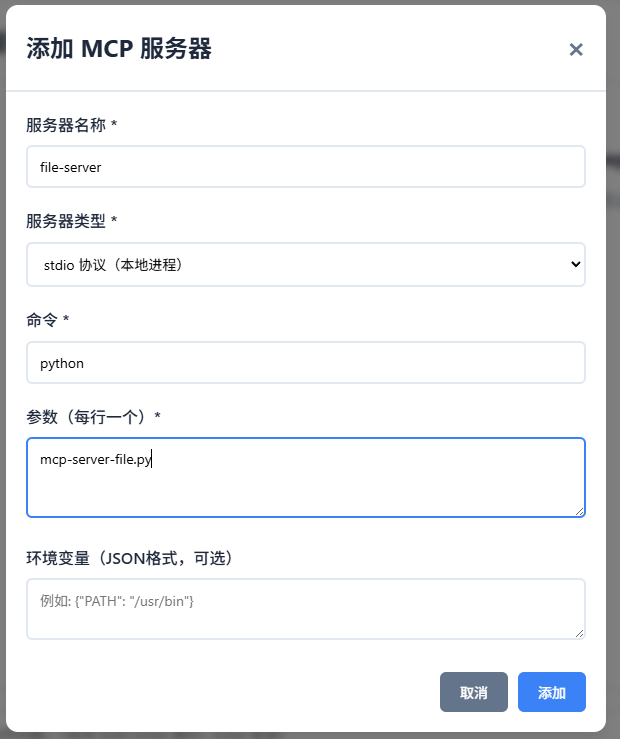 添加 MCP 服务器
×
服务器名称 *
file-server
服务器类型 *
stdio 协议（本地进程）
命令 *
python
参数（每行一个）*
mcp-server-file.py
环境变量（JSON格式，可选）
例如: {"PATH": "/usr/bin"}
取消 添加